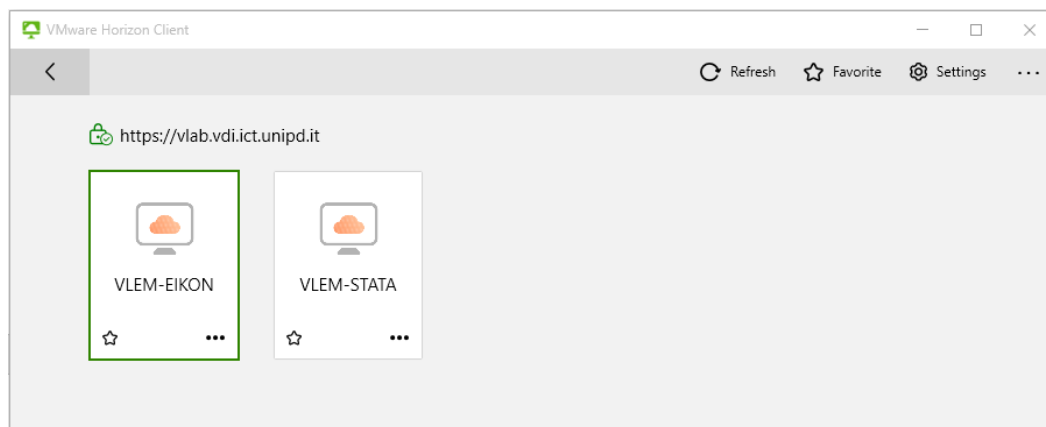 VMware Horizon Client
Refresh Favorite Settings
https://vlab.vdi.ict.unipd.it
VLEM-EIKON VLEM-STATA